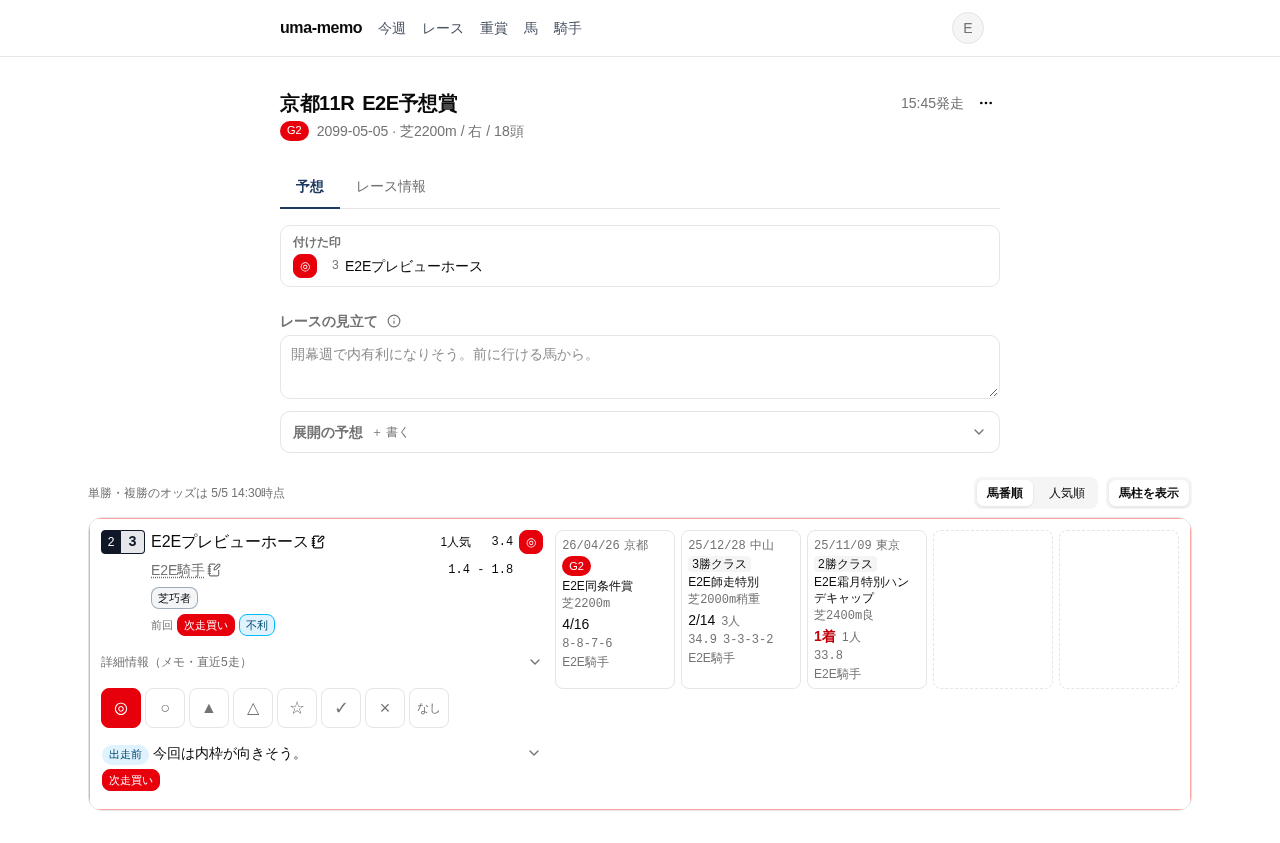 uma-memo 今週 レース 重賞 馬 騎手 E
京都11R E2E予想賞 15:45発走
G2 2099-05-05 · 芝2200m / 右 / 18頭
予想 レース情報
付けた印
◎ 3 E2Eプレビューホース
レースの見立て
開幕週で内有利になりそう。前に行ける馬から。
展開の予想 + 書く
単勝・複勝のオッズは 5/5 14:30時点 馬番順 人気順 馬柱を表示
2 3 E2Eプレビューホース 1人気 3.4 ◎
E2E騎手 1.4 - 1.8
芝巧者
前回 次走買い 不利
詳細情報（メモ・直近5走）
◎ ○ ▲ △ ☆ ✓ × なし
出走前 今回は内枠が向きそう。
次走買い
26/04/26 京都
G2
E2E同条件賞
芝2200m
4/16
8-8-7-6
E2E騎手
25/12/28 中山
3勝クラス
E2E師走特別
芝2000m稍重
2/14 3人
34.9 3-3-3-2
E2E騎手
25/11/09 東京
2勝クラス
E2E霜月特別ハン
デキャップ
芝2400m良
1着 1人
33.8
E2E騎手